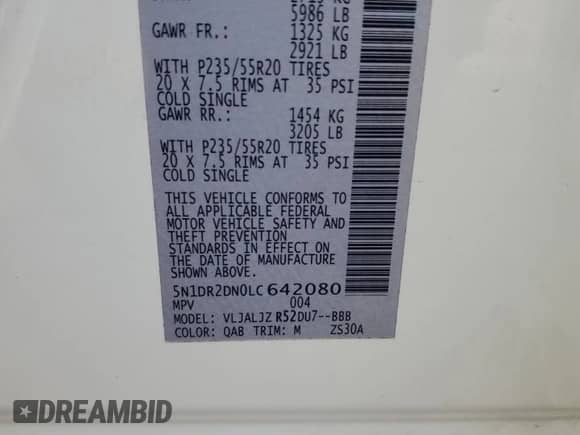 5986 LB
GAWR FR.: 1325 KG
2921 LB
WITH P235/55R20 TIRES
20 X 7.5 RIMS AT 35 PSI
COLD SINGLE
GAWR RR.: 1454 KG
3205 LB
WITH P235/55R20 TIRES
20 X 7.5 RIMS AT 35 PSI
COLD SINGLE
THIS VEHICLE CONFORMS TO
ALL APPLICABLE FEDERAL
MOTOR VEHICLE SAFETY AND
THEFT PREVENTION
STANDARDS IN EFFECT ON
THE DATE OF MANUFACTURE
SHOWN ABOVE.
5N1DR2DN0LC642080
MPV 004
MODEL: VLJALJZ R52DU7--BBB
COLOR: QAB TRIM: M ZS30A
DREAMBID